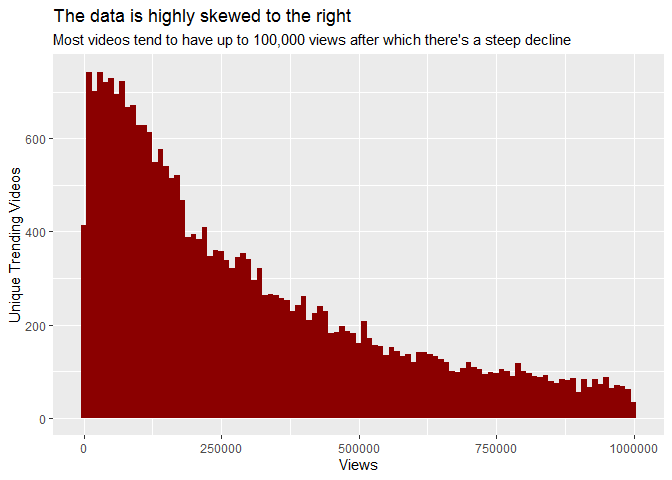 The data is highly skewed to the right
Most videos tend to have up to 100,000 views after which there's a steep decline
Unique Trending Videos
600
400
200
0
0 250000 500000 750000 1000000
Views